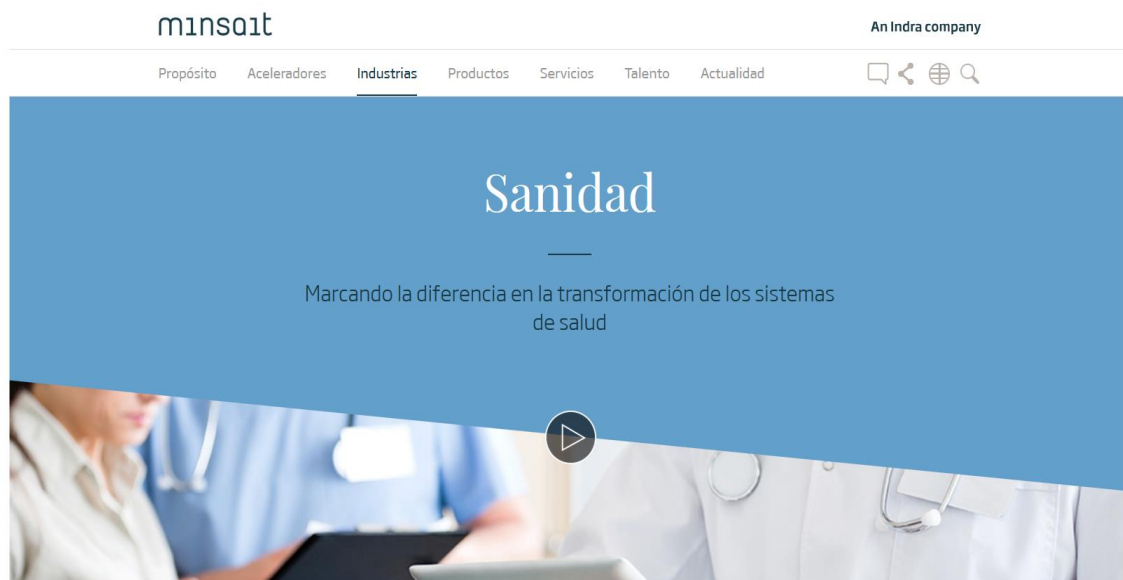 minsait
An Indra company
Propósito Aceleradores Industrias Productos Servicios Talento Actualidad
Sanidad
Marcando la diferencia en la transformación de los sistemas
de salud